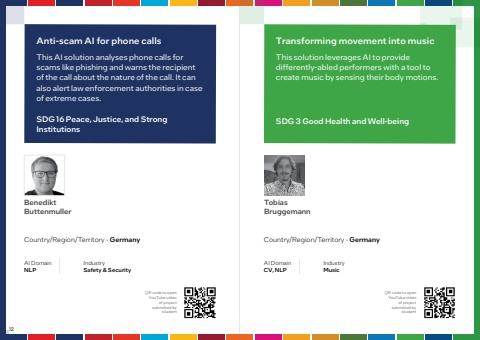 Anti-scam AI for phone calls
This AI solution analyses phone calls for
scams like phishing and warns the recipient
of the call about the nature of the call. It can
also alert law enforcement authorities in case
of extreme cases.
SDG 16 Peace, Justice, and Strong
Institutions
Benedikt
Buttenmuller
Country/Region/Territory - Germany
AI Domain
NLP
Industry
Safety & Security
QR code to open
YouTube video
of project
submitted by
student
12
Transforming movement into music
This solution leverages AI to provide
differently-abled performers with a tool to
create music by sensing their body motions.
SDG 3 Good Health and Well-being
Tobias
Bruggemann
Country/Region/Territory - Germany
AI Domain
CV, NLP
Industry
Music
QR code to open
YouTube video
of project
submitted by
student